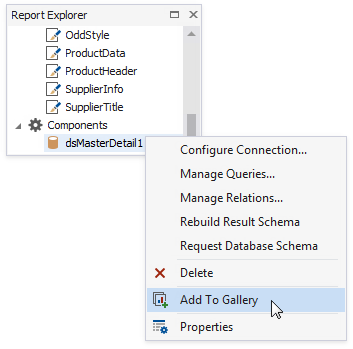 Report Explorer
OddStyle
ProductData
ProductHeader
SupplierInfo
SupplierTitle
Components
dsMasterDetail1
Configure Connection...
Manage Queries...
Manage Relations...
Rebuild Result Schema
Request Database Schema
Delete
Add To Gallery
Properties